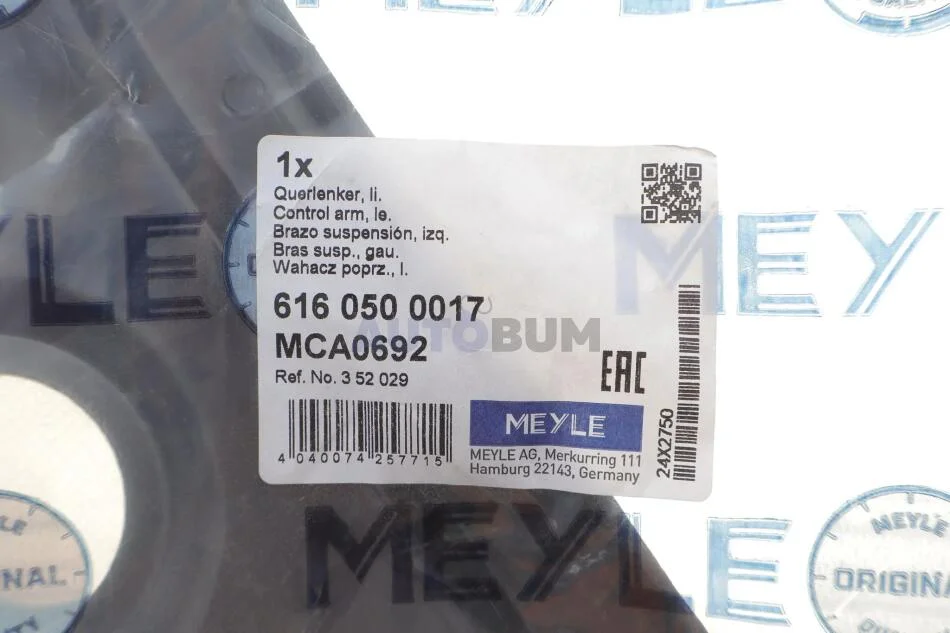 MEYLE
1x
Querlenker, li.
Control arm, le.
Brazo suspensión, izq.
Bras susp., gau.
Wahacz poprz., l.
616 050 0017
AUTOBUM
MCA0692
Ref. No. 3 52 029
EAC
4 040074 257715
MEYLE
MEYLE AG, Merkurring 111
Hamburg 22143, Germany
24X2750
MEYLE
LE
MEYLE
MEYLE
ORIGINAL